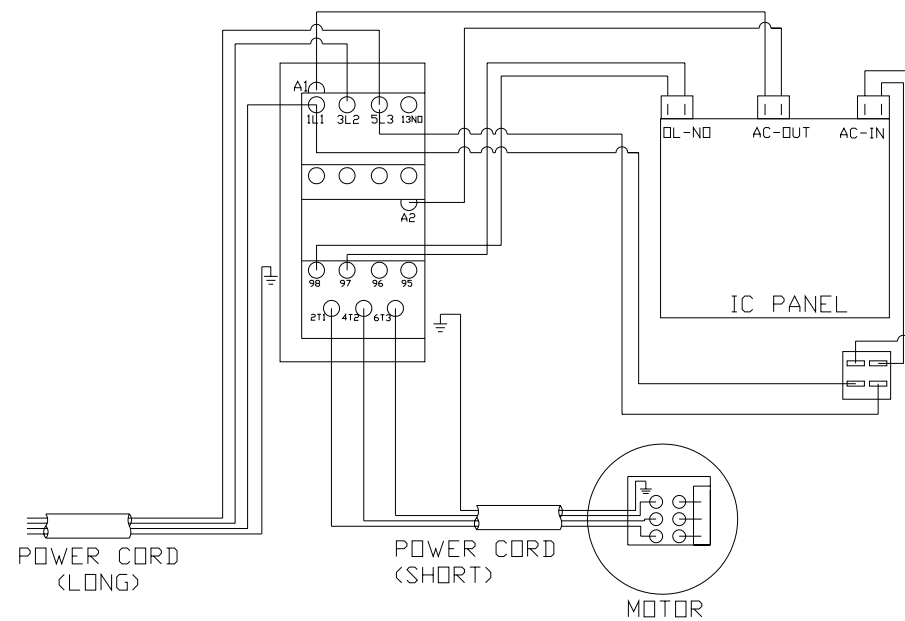 A1
1L1 3L2 5L3 13NO
OL-NO AC-OUT AC-IN
A2
98 97 96 95
IC PANEL
2T1 4T2 6T3
POWER CORD
(LONG)
POWER CORD
(SHORT)
MOTOR